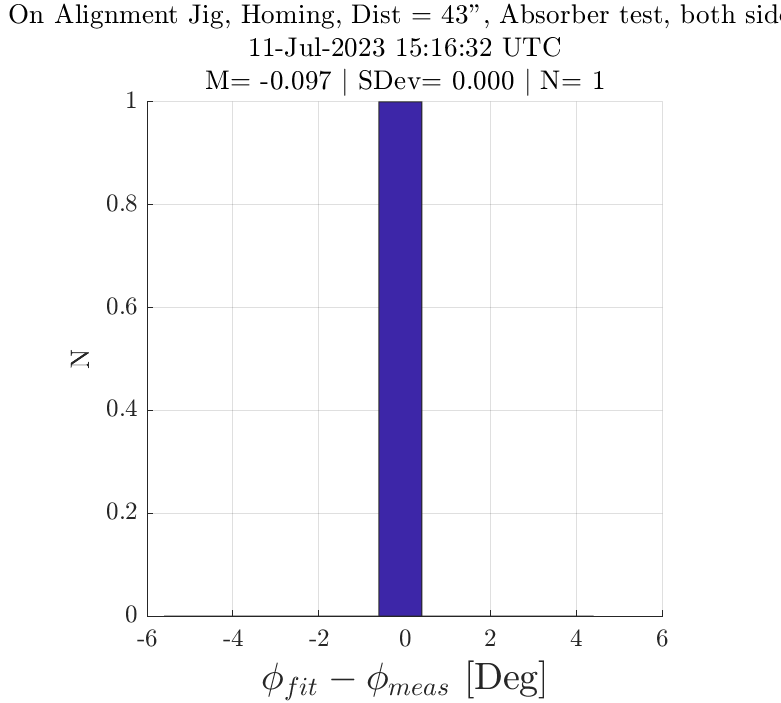 On Alignment Jig, Homing, Dist = 43”, Absorber test, both
11-Jul-2023 15:16:32 UTC
M= -0.097 | SDev= 0.000 | N= 1
1
0.8
0.6
0.4
0.2
0
N
-6 -4 -2 0 2 4 6
ϕfit − ϕmeas [Deg]